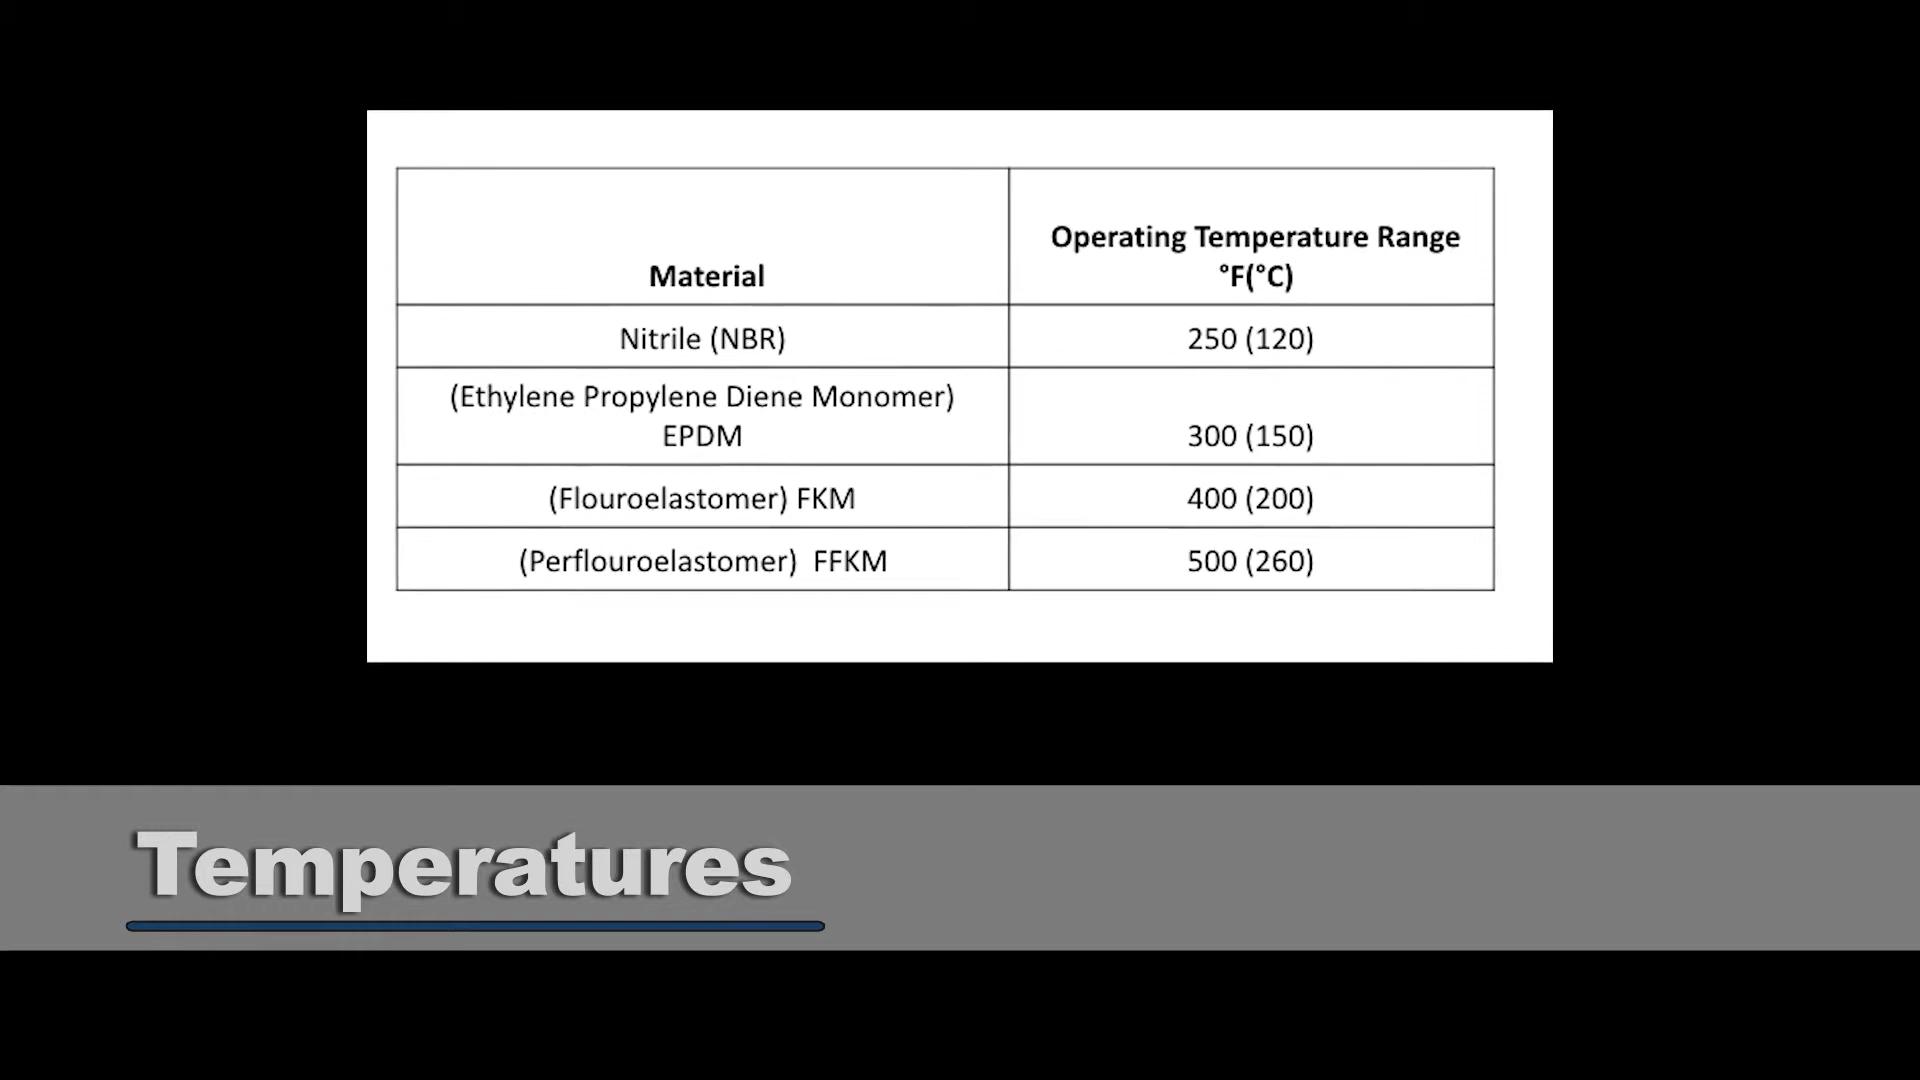 Material
Operating Temperature Range
°F(°C)
Nitrile (NBR)
250 (120)
(Ethylene Propylene Diene Monomer)
EPDM
300 (150)
(Flouroelastomer) FKM
400 (200)
(Perflouroelastomer) FFKM
500 (260)
Temperatures